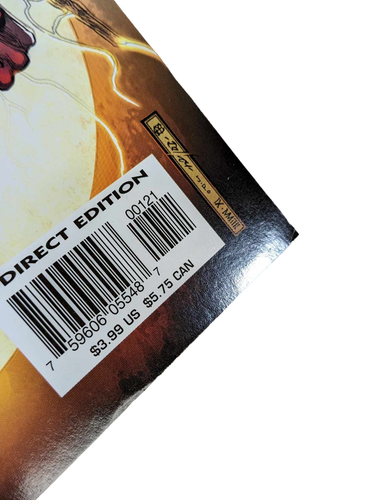 DIRECT EDITION
00121
7 59606 05548 7
$3.99 US $5.75 CAN